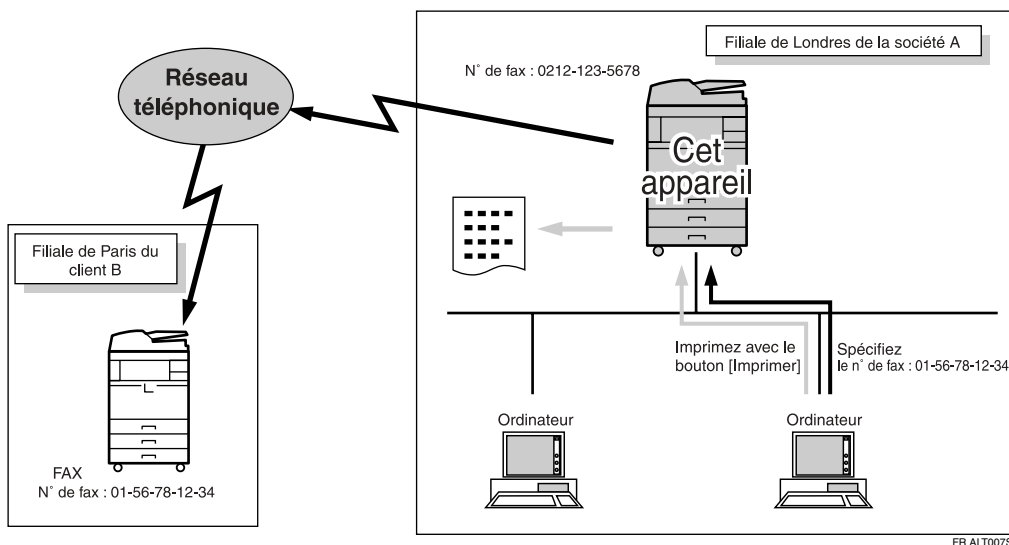 Filiale de Londres de la société A
N° de fax : 0212-123-5678
Réseau
téléphonique
Cet
appareil
Filiale de Paris du
client B
Imprimez avec le
bouton [Imprimer]
Spécifiez
le n° de fax : 01-56-78-12-34
Ordinateur
Ordinateur
FAX
N° de fax : 01-56-78-12-34
FR ALT007S